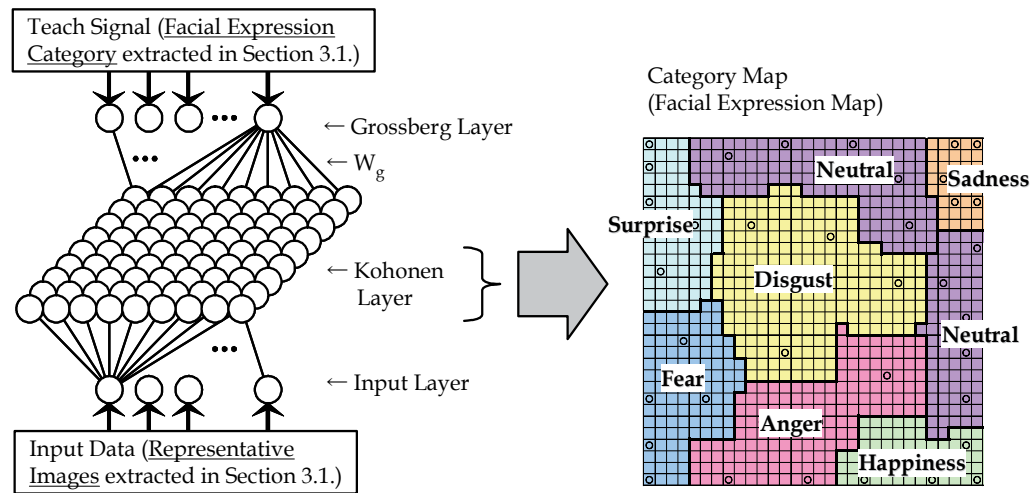 Teach Signal (Facial Expression
Category extracted in Section 3.1.)
← Grossberg Layer
W_g
← Kohonen
Layer
← Input Layer
Input Data (Representative
Images extracted in Section 3.1.)
Category Map
(Facial Expression Map)
Neutral
Sadness
Surprise
Disgust
Neutral
Fear
Anger
Happiness